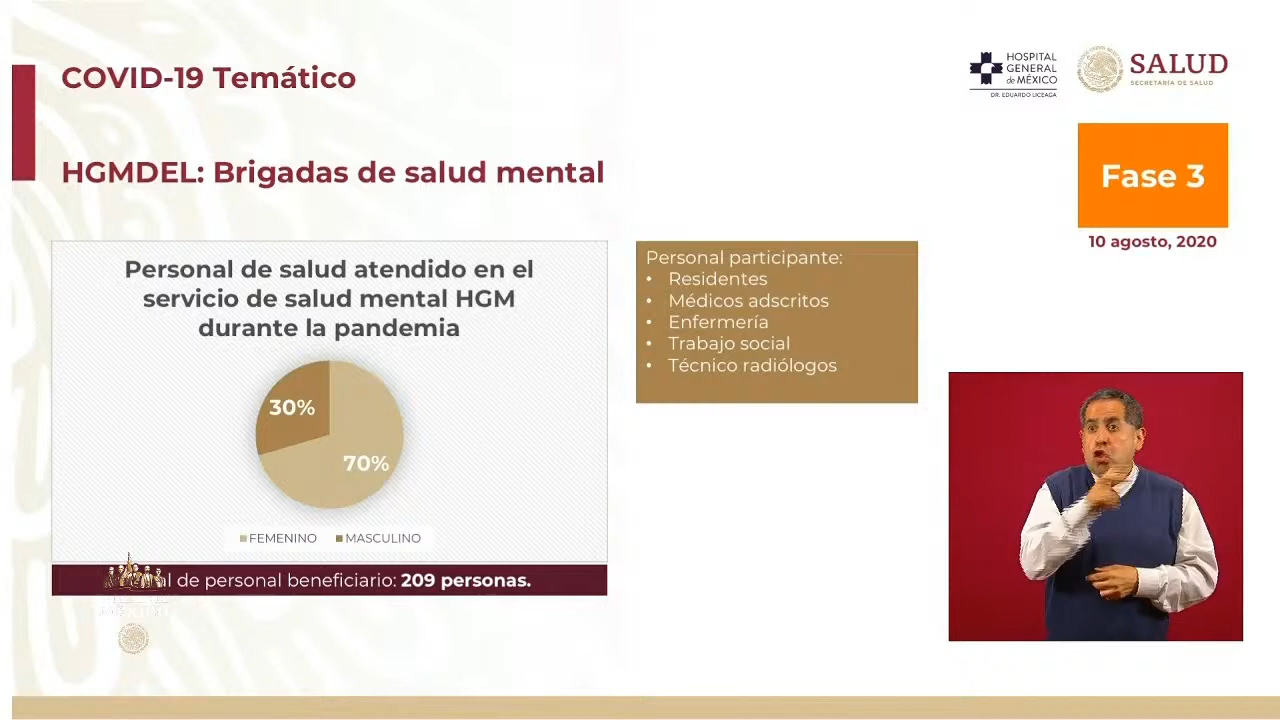 COVID-19 Temático
HOSPITAL
GENERAL
de MÉXICO
DR. EDUARDO LICEAGA
SALUD
SECRETARÍA DE SALUD
HGMDEL: Brigadas de salud mental
Fase 3
10 agosto, 2020
Personal de salud atendido en el
servicio de salud mental HGM
durante la pandemia
30%
70%
FEMENINO MASCULINO
al de personal beneficiario: 209 personas.
Personal participante:
• Residentes
• Médicos adscritos
• Enfermería
• Trabajo social
• Técnico radiólogos